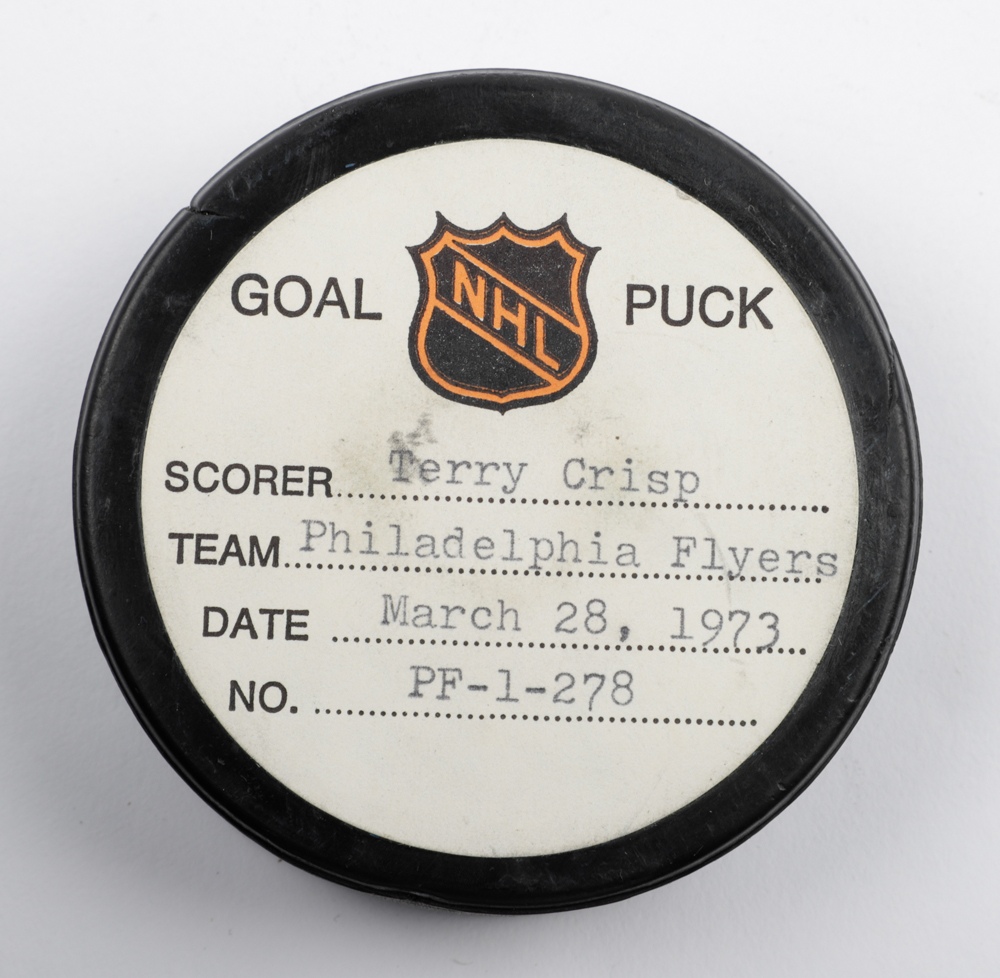 GOAL NHL PUCK
SCORER Terry Crisp
TEAM Philadelphia Flyers
DATE March 28, 1973
NO. PF-1-278